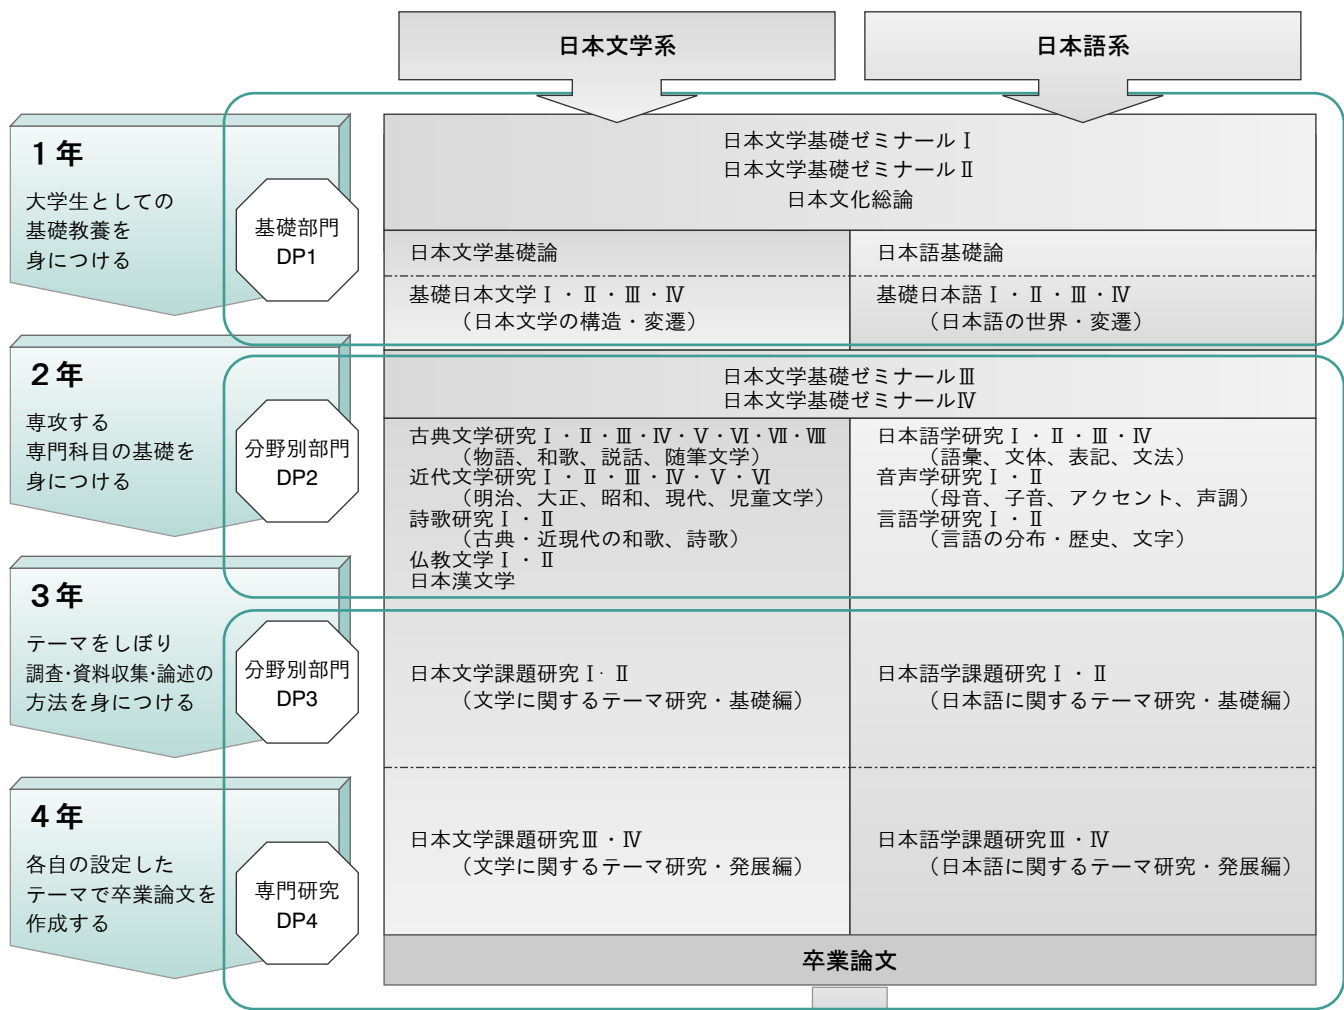 日本文学系
日本語系
1年
大学生としての
基礎教養を
身につける
基礎部門
DP1
日本文学基礎ゼミナールⅠ
日本文学基礎ゼミナールⅡ
日本文化総論
日本文学基礎論
日本語基礎論
基礎日本文学Ⅰ・Ⅱ・Ⅲ・Ⅳ
（日本文学の構造・変遷）
基礎日本語Ⅰ・Ⅱ・Ⅲ・Ⅳ
（日本語の世界・変遷）
2年
専攻する
専門科目の基礎を
身につける
分野別部門
DP2
日本文学基礎ゼミナールⅢ
日本文学基礎ゼミナールⅣ
古典文学研究Ⅰ・Ⅱ・Ⅲ・Ⅳ・Ⅴ・Ⅵ・Ⅶ・Ⅷ
（物語、和歌、説話、随筆文学）
近代文学研究Ⅰ・Ⅱ・Ⅲ・Ⅳ・Ⅴ・Ⅵ
（明治、大正、昭和、現代、児童文学）
詩歌研究Ⅰ・Ⅱ
（古典・近現代の和歌、詩歌）
仏教文学Ⅰ・Ⅱ
日本漢文学
日本語学研究Ⅰ・Ⅱ・Ⅲ・Ⅳ
（語彙、文体、表記、文法）
音声学研究Ⅰ・Ⅱ
（母音、子音、アクセント、声調）
言語学研究Ⅰ・Ⅱ
（言語の分布・歴史、文字）
3年
テーマをしぼり
調査・資料収集・論述の
方法を身につける
分野別部門
DP3
日本文学課題研究Ⅰ・Ⅱ
（文学に関するテーマ研究・基礎編）
日本語学課題研究Ⅰ・Ⅱ
（日本語に関するテーマ研究・基礎編）
4年
各自の設定した
テーマで卒業論文を
作成する
専門研究
DP4
日本文学課題研究Ⅲ・Ⅳ
（文学に関するテーマ研究・発展編）
日本語学課題研究Ⅲ・Ⅳ
（日本語に関するテーマ研究・発展編）
卒業論文